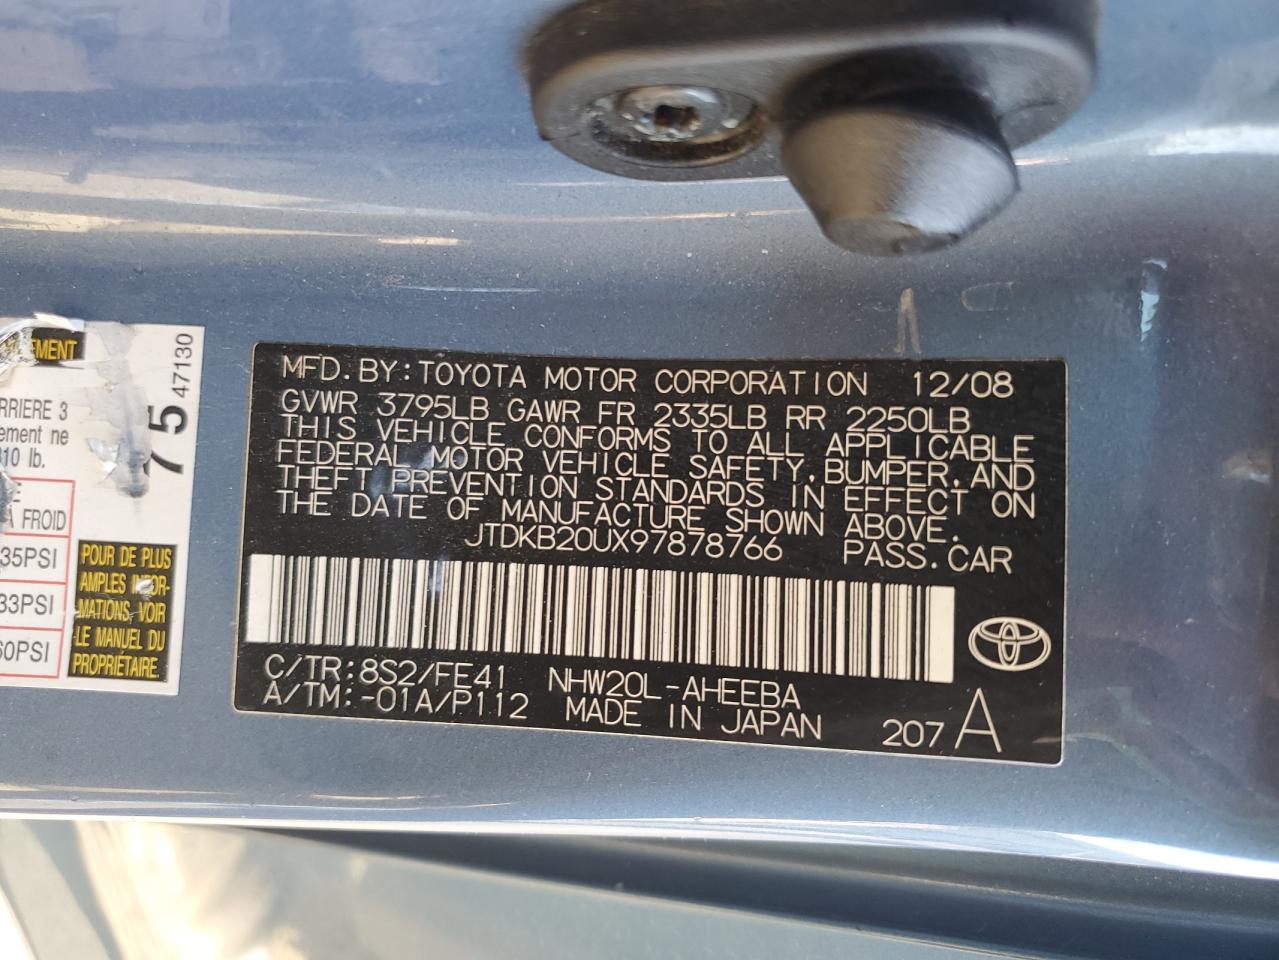 EMENT
RRIERE 3
ement ne
10 lb.
A FROID
35PSI
33PSI
60PSI
75
47130
POUR DE PLUS
AMPLES INFOR-
MATIONS, VOIR
LE MANUEL DU
PROPRIÉTAIRE.
MFD. BY: TOYOTA MOTOR CORPORATION 12/08
GVWR 3795LB GAWR FR 2335LB RR 2250LB
THIS VEHICLE CONFORMS TO ALL APPLICABLE
FEDERAL MOTOR VEHICLE SAFETY, BUMPER, AND
THEFT PREVENTION STANDARDS IN EFFECT ON
THE DATE OF MANUFACTURE SHOWN ABOVE.
JTDKB20UX97878766 PASS. CAR
C/TR: 8S2/FE41 NHW20L-AHEEBA
A/TM: -01A/P112 MADE IN JAPAN 207 A